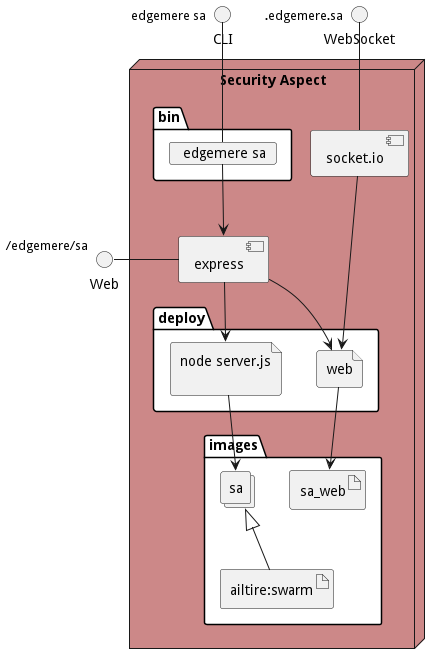 edgemere sa
.edgemere.sa
CLI
WebSocket
Security Aspect
bin
edgemere sa
socket.io
/edgemere/sa
Web
express
deploy
node server.js
web
images
sa
sa_web
ailtire:swarm